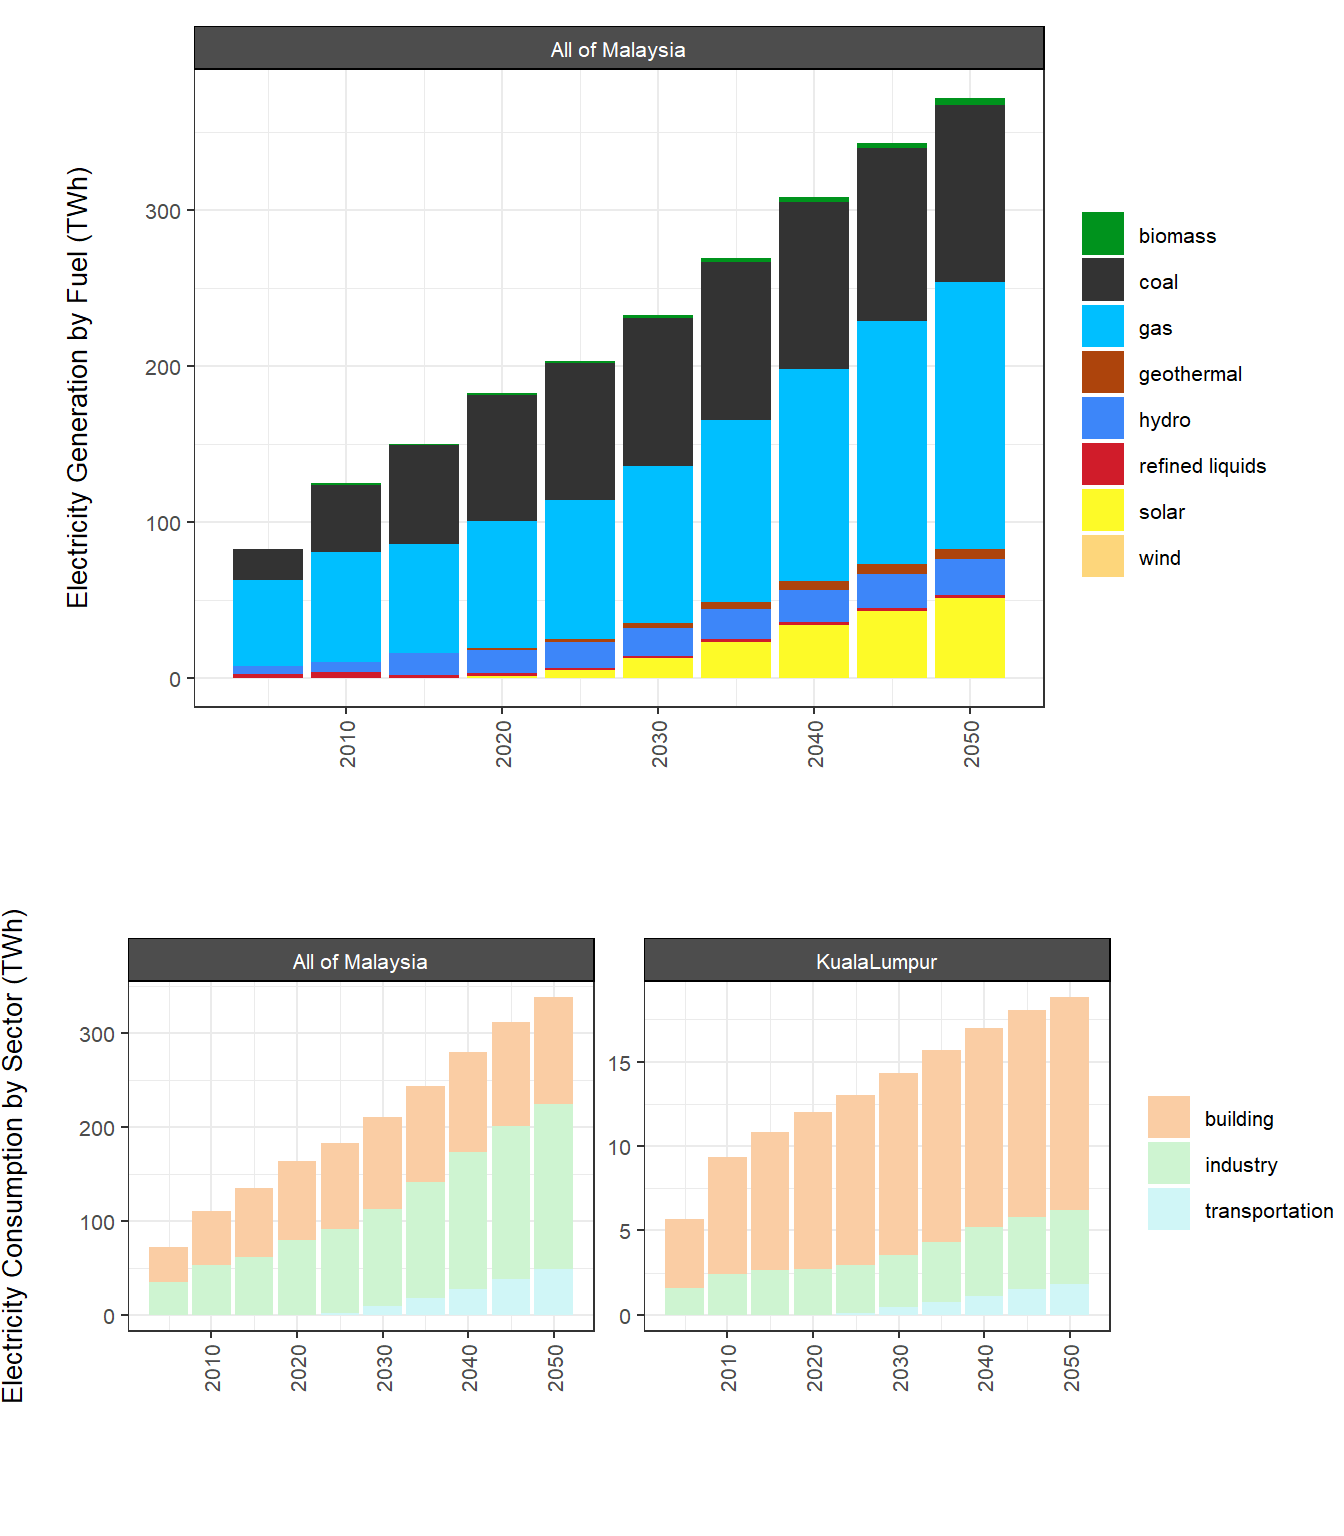 All of Malaysia
Electricity Generation by Fuel (TWh)
300
200
100
0
2010
2020
2030
2040
2050
biomass
coal
gas
geothermal
hydro
refined liquids
solar
wind
Electricity Consumption by Sector (TWh)
All of Malaysia
300
200
100
0
2010
2020
2030
2040
2050
KualaLumpur
15
10
5
0
2010
2020
2030
2040
2050
building
industry
transportation